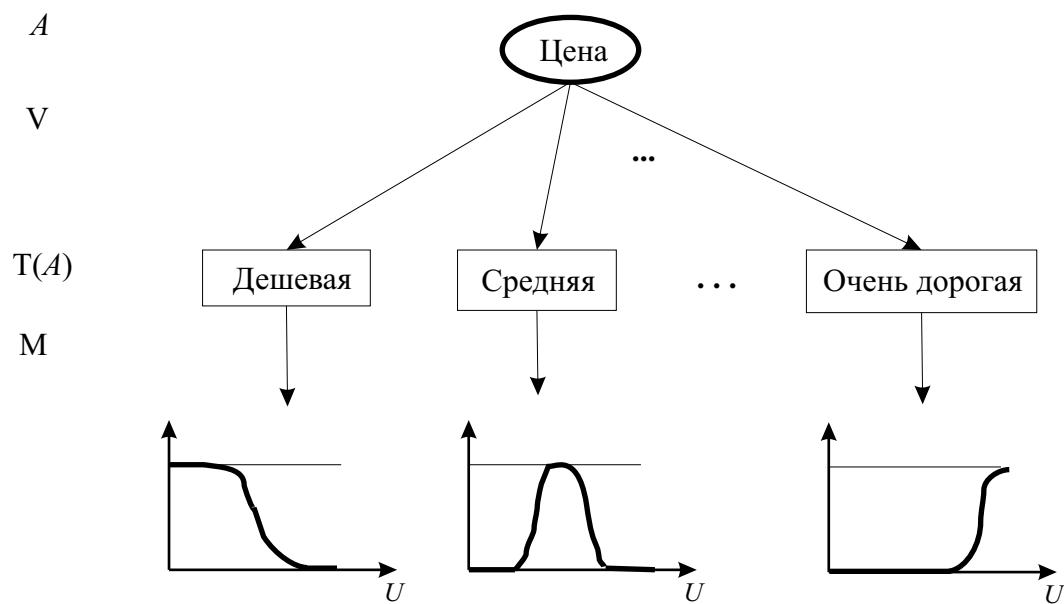 A
Цена
V
...
T(A)
Дешевая
Средняя
...
Очень дорогая
M
U
U
U